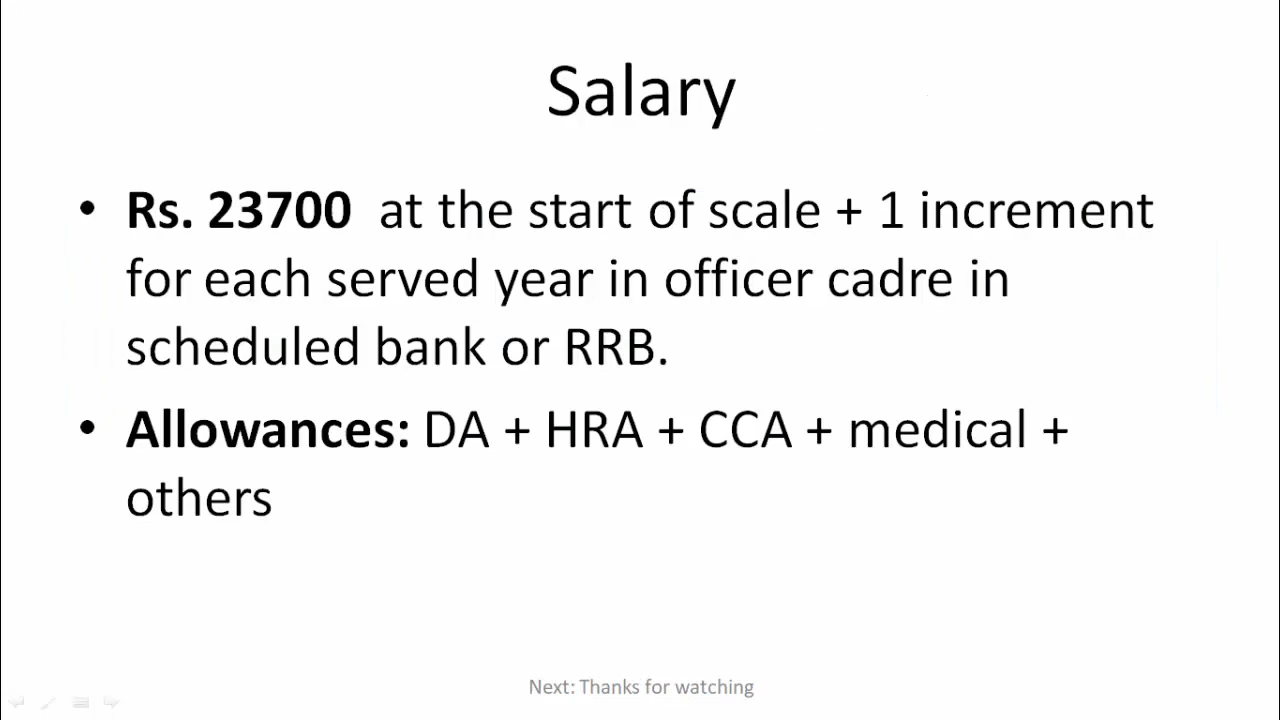 Salary
• Rs. 23700 at the start of scale + 1 increment
for each served year in officer cadre in
scheduled bank or RRB.
• Allowances: DA + HRA + CCA + medical +
others
Next: Thanks for watching